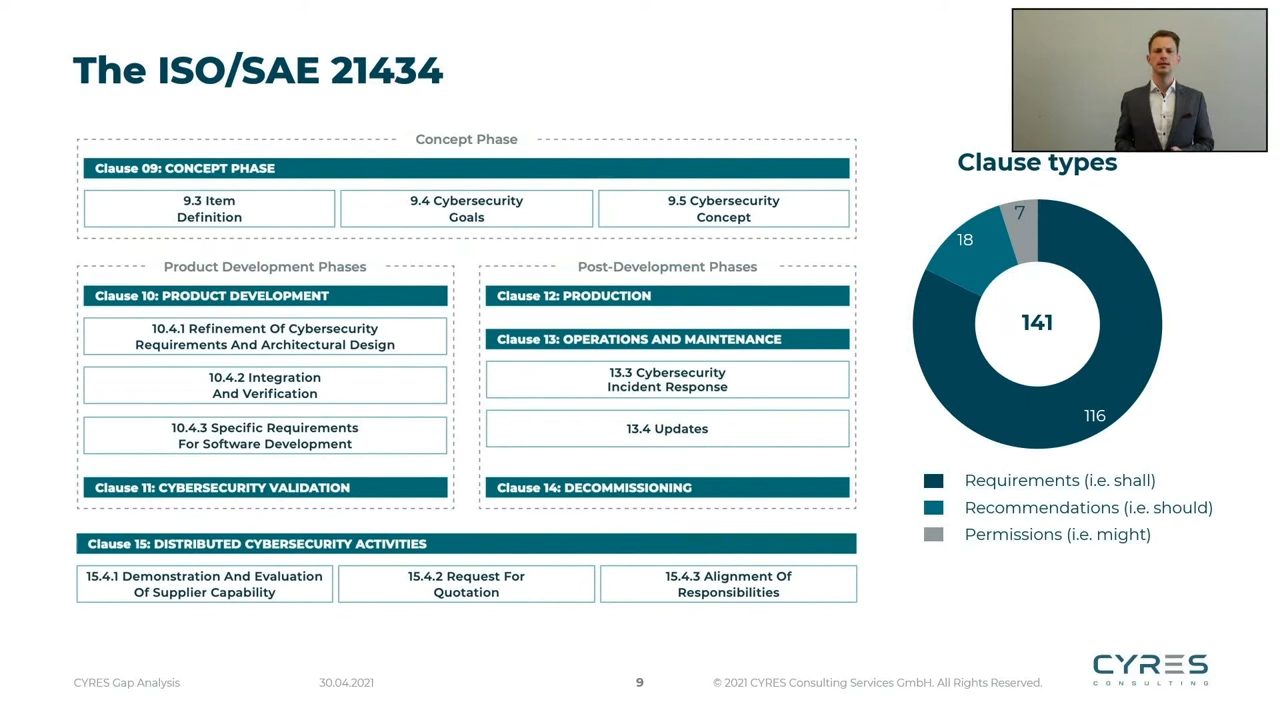 The ISO/SAE 21434
Concept Phase
Clause 09: CONCEPT PHASE
9.3 Item
Definition
9.4 Cybersecurity
Goals
9.5 Cybersecurity
Concept
Product Development Phases
Clause 10: PRODUCT DEVELOPMENT
10.4.1 Refinement Of Cybersecurity
Requirements And Architectural Design
10.4.2 Integration
And Verification
10.4.3 Specific Requirements
For Software Development
Clause 11: CYBERSECURITY VALIDATION
Post-Development Phases
Clause 12: PRODUCTION
Clause 13: OPERATIONS AND MAINTENANCE
13.3 Cybersecurity
Incident Response
13.4 Updates
Clause 14: DECOMMISSIONING
Clause 15: DISTRIBUTED CYBERSECURITY ACTIVITIES
15.4.1 Demonstration And Evaluation
Of Supplier Capability
15.4.2 Request For
Quotation
15.4.3 Alignment Of
Responsibilities
Clause types
7
18
141
116
Requirements (i.e. shall)
Recommendations (i.e. should)
Permissions (i.e. might)
CYRES Gap Analysis
30.04.2021
9
© 2021 CYRES Consulting Services GmbH. All Rights Reserved.
CYRES
CONSULTING